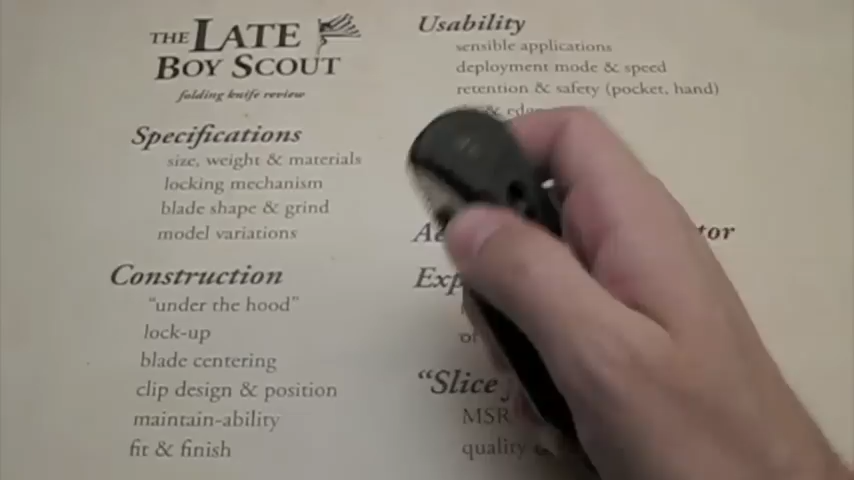 THE LATE
BOY SCOUT
folding knife review
Specifications
size, weight & materials
locking mechanism
blade shape & grind
model variations
Construction
"under the hood"
lock-up
blade centering
clip design & position
maintain-ability
fit & finish
Usability
sensible applications
deployment mode & speed
retention & safety (pocket, hand)
& edge
"Slice
MSR
quality